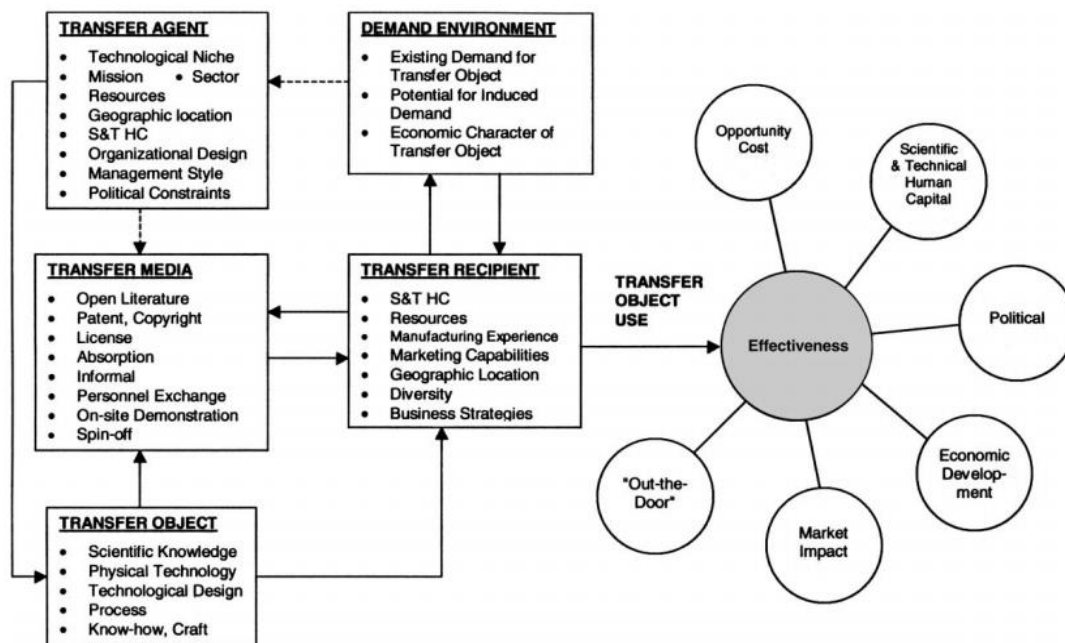 TRANSFER AGENT
• Technological Niche
• Mission • Sector
• Resources
• Geographic location
• S&T HC
• Organizational Design
• Management Style
• Political Constraints
DEMAND ENVIRONMENT
• Existing Demand for
Transfer Object
• Potential for Induced
Demand
• Economic Character of
Transfer Object
TRANSFER MEDIA
• Open Literature
• Patent, Copyright
• License
• Absorption
• Informal
• Personnel Exchange
• On-site Demonstration
• Spin-off
TRANSFER RECIPIENT
• S&T HC
• Resources
• Manufacturing Experience
• Marketing Capabilities
• Geographic Location
• Diversity
• Business Strategies
TRANSFER OBJECT
• Scientific Knowledge
• Physical Technology
• Technological Design
• Process
• Know-how, Craft
TRANSFER
OBJECT
USE
Effectiveness
Opportunity
Cost
Scientific
& Technical
Human
Capital
Political
Economic
Develop-
ment
Market
Impact
"Out-the-
Door"